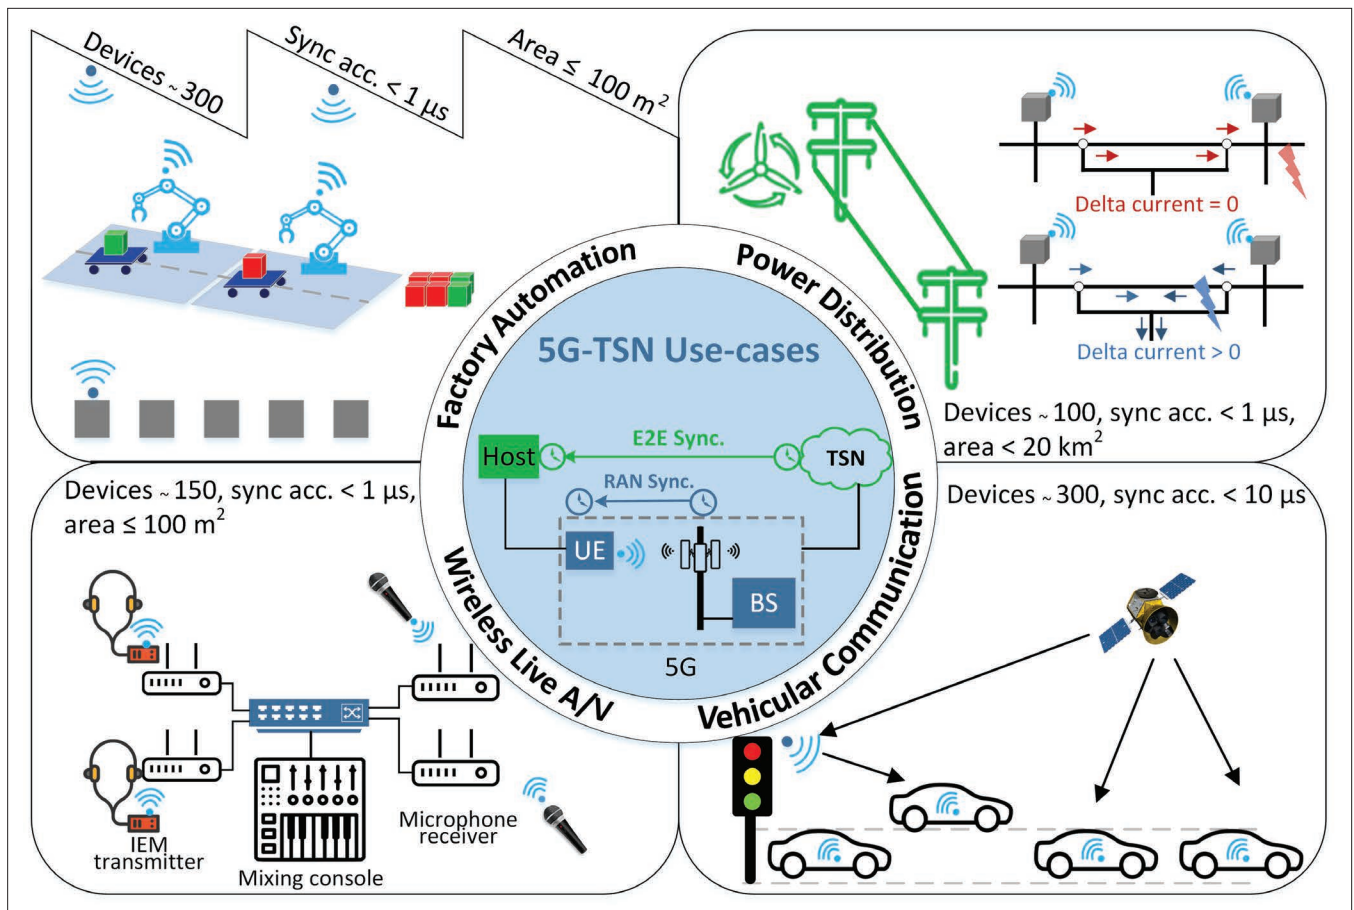 Devices ~ 300
Sync acc. < 1 µs
Area ≤ 100 m²
Factory Automation
Delta current = 0
Delta current > 0
Power Distribution
Devices ~ 100, sync acc. < 1 µs,
area < 20 km²
5G-TSN Use-cases
Host
E2E Sync.
TSN
RAN Sync.
UE
BS
5G
Devices ~ 150, sync acc. < 1 µs,
area ≤ 100 m²
Wireless Live A/V
IEM
transmitter
Mixing console
Microphone
receiver
Devices ~ 300, sync acc. < 10 µs
Vehicular Communication